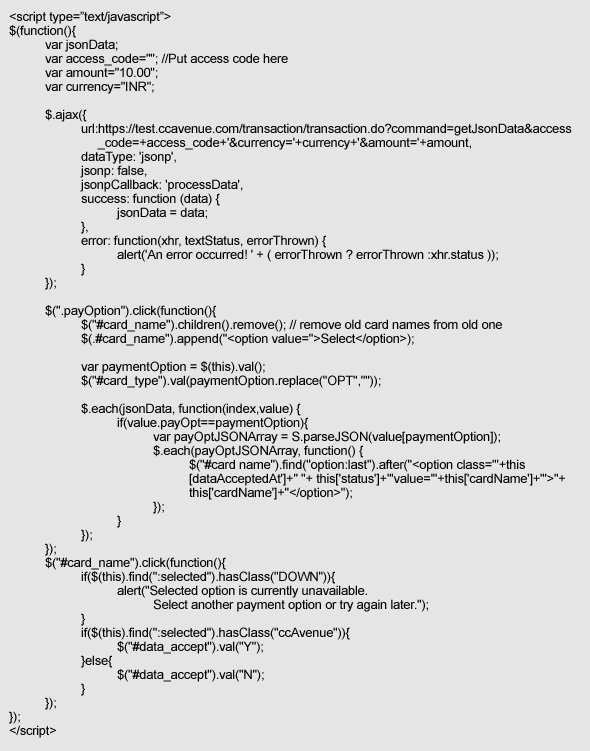 <script type="text/javascript">
$(function(){
var jsonData;
var access_code=""; //Put access code here
var amount="10.00";
var currency="INR";
$.ajax({
url:https://test.ccavenue.com/transaction/transaction.do?command=getJsonData&access
_code=+access_code+'&currency='+currency+'&amount='+amount,
dataType: 'jsonp',
jsonp: false,
jsonpCallback: 'processData',
success: function (data) {
jsonData = data;
},
error: function(xhr, textStatus, errorThrown) {
alert('An error occurred! ' + ( errorThrown ? errorThrown :xhr.status ));
}
});
$(".payOption").click(function(){
$("#card_name").children().remove(); // remove old card names from old one
$(.#card_name").append("<option value=">Select</option>);
var paymentOption = $(this).val();
$("#card_type").val(paymentOption.replace("OPT",""));
$.each(jsonData, function(index,value) {
if(value.payOpt==paymentOption){
var payOptJSONArray = S.parseJSON(value[paymentOption]);
$.each(payOptJSONArray, function() {
$("#card name").find("option:last").after("<option class='"+this
[dataAcceptedAt']+" "+ this['status']+"'value='"+this['cardName']+"'>"+
this['cardName']+"</option>");
});
}
});
});
$("#card_name").click(function(){
if($(this).find(":selected").hasClass("DOWN")){
alert("Selected option is currently unavailable.
Select another payment option or try again later.");
}
if($(this).find(":selected").hasClass("ccAvenue")){
$("#data_accept").val("Y");
}else{
$("#data_accept").val("N");
}
});
});
</script>